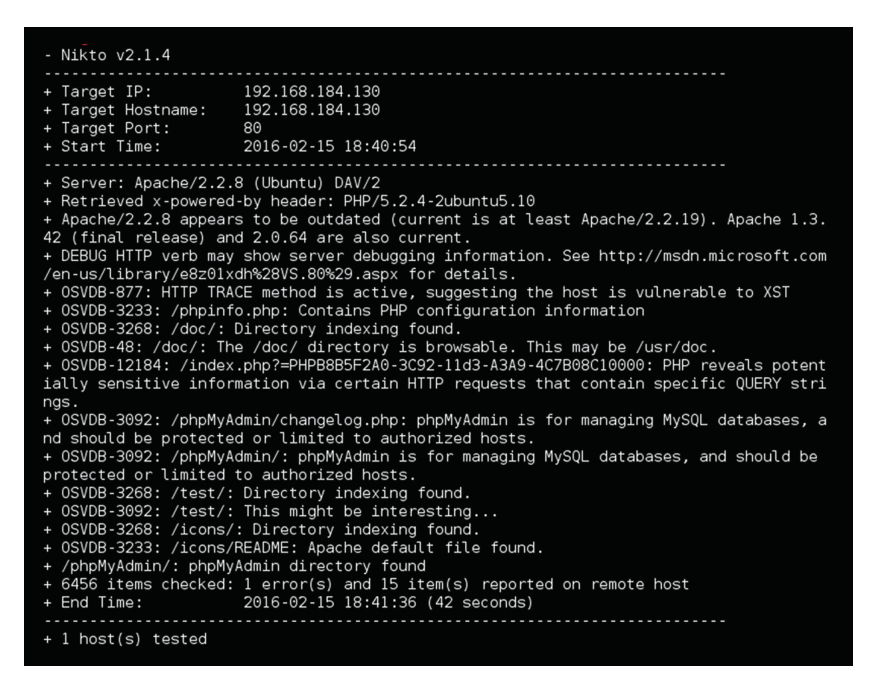 - Nikto v2.1.4
---------------------------------------------------------------------------
+ Target IP:          192.168.184.130
+ Target Hostname:    192.168.184.130
+ Target Port:        80
+ Start Time:         2016-02-15 18:40:54
---------------------------------------------------------------------------
+ Server: Apache/2.2.8 (Ubuntu) DAV/2
+ Retrieved x-powered-by header: PHP/5.2.4-2ubuntu5.10
+ Apache/2.2.8 appears to be outdated (current is at least Apache/2.2.19). Apache 1.3.
42 (final release) and 2.0.64 are also current.
+ DEBUG HTTP verb may show server debugging information. See http://msdn.microsoft.com
/en-us/library/e8z01xdh%28VS.80%29.aspx for details.
+ OSVDB-877: HTTP TRACE method is active, suggesting the host is vulnerable to XST
+ OSVDB-3233: /phpinfo.php: Contains PHP configuration information
+ OSVDB-3268: /doc/: Directory indexing found.
+ OSVDB-48: /doc/: The /doc/ directory is browsable. This may be /usr/doc.
+ OSVDB-12184: /index.php?=PHPB8B5F2A0-3C92-11d3-A3A9-4C7B08C10000: PHP reveals potent
ially sensitive information via certain HTTP requests that contain specific QUERY stri
ngs.
+ OSVDB-3092: /phpMyAdmin/changelog.php: phpMyAdmin is for managing MySQL databases, a
nd should be protected or limited to authorized hosts.
+ OSVDB-3092: /phpMyAdmin/: phpMyAdmin is for managing MySQL databases, and should be
protected or limited to authorized hosts.
+ OSVDB-3268: /test/: Directory indexing found.
+ OSVDB-3092: /test/: This might be interesting...
+ OSVDB-3268: /icons/: Directory indexing found.
+ OSVDB-3233: /icons/README: Apache default file found.
+ /phpMyAdmin/: phpMyAdmin directory found
+ 6456 items checked: 1 error(s) and 15 item(s) reported on remote host
+ End Time:           2016-02-15 18:41:36 (42 seconds)
---------------------------------------------------------------------------
+ 1 host(s) tested